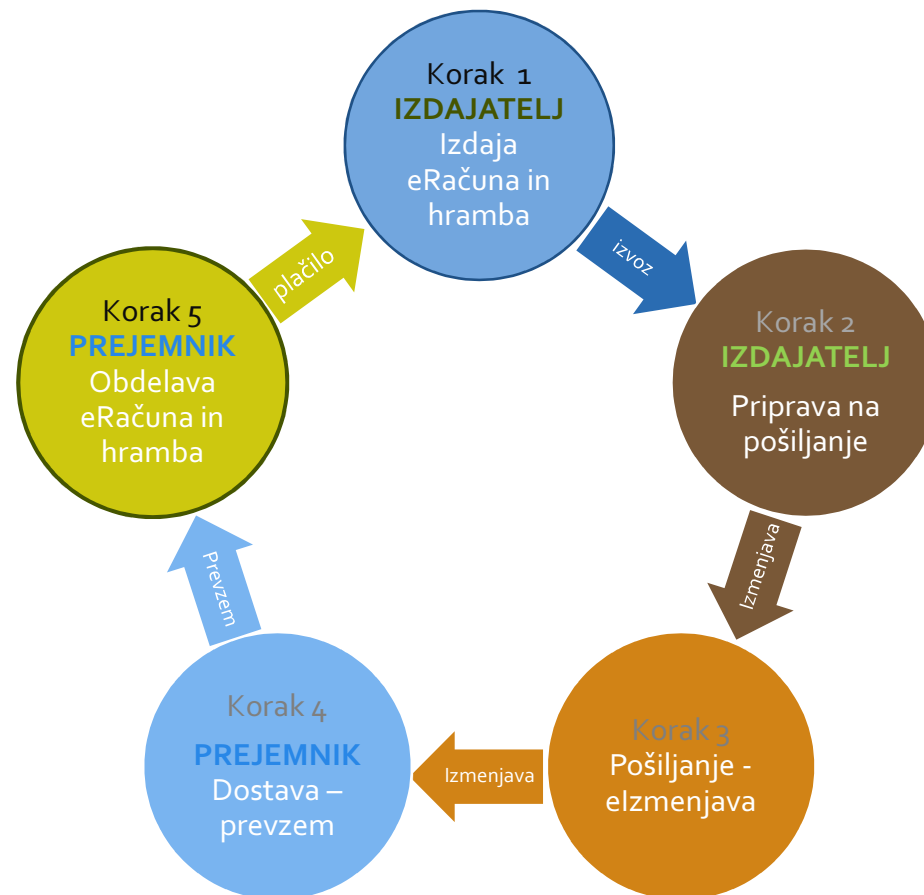 Korak 1
IZDAJATELJ
Izdaja
eRačuna in
hramba
izvoz
Korak 2
IZDAJATELJ
Priprava na
pošiljanje
Izmenjava
Korak 3
Pošiljanje -
eIzmenjava
Izmenjava
Korak 4
PREJEMNIK
Dostava –
prevzem
Prevzem
Korak 5
PREJEMNIK
Obdelava
eRačuna in
hramba
plačilo